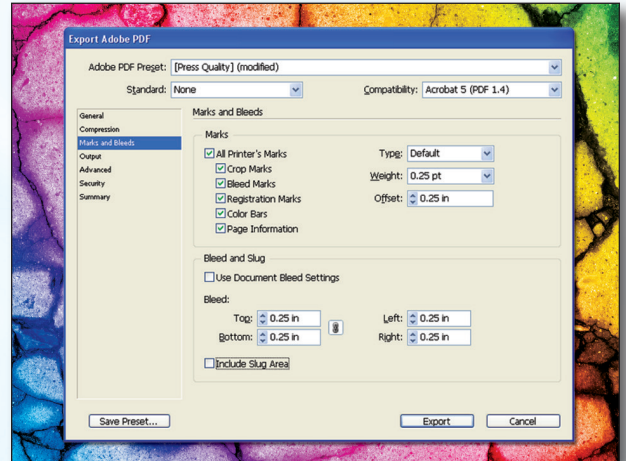 Export Adobe PDF
Adobe PDF Preset: [Press Quality] (modified)
Standard: None Compatibility: Acrobat 5 (PDF 1.4)
General
Compression
Marks and Bleeds
Output
Advanced
Security
Summary
Marks and Bleeds
Marks
All Printer's Marks Type: Default
Crop Marks Weight: 0.25 pt
Bleed Marks
Registration Marks Offset: 0.25 in
Color Bars
Page Information
Bleed and Slug
Use Document Bleed Settings
Bleed:
Top: 0.25 in Left: 0.25 in
Bottom: 0.25 in Right: 0.25 in
Include Slug Area
Save Preset... Export Cancel